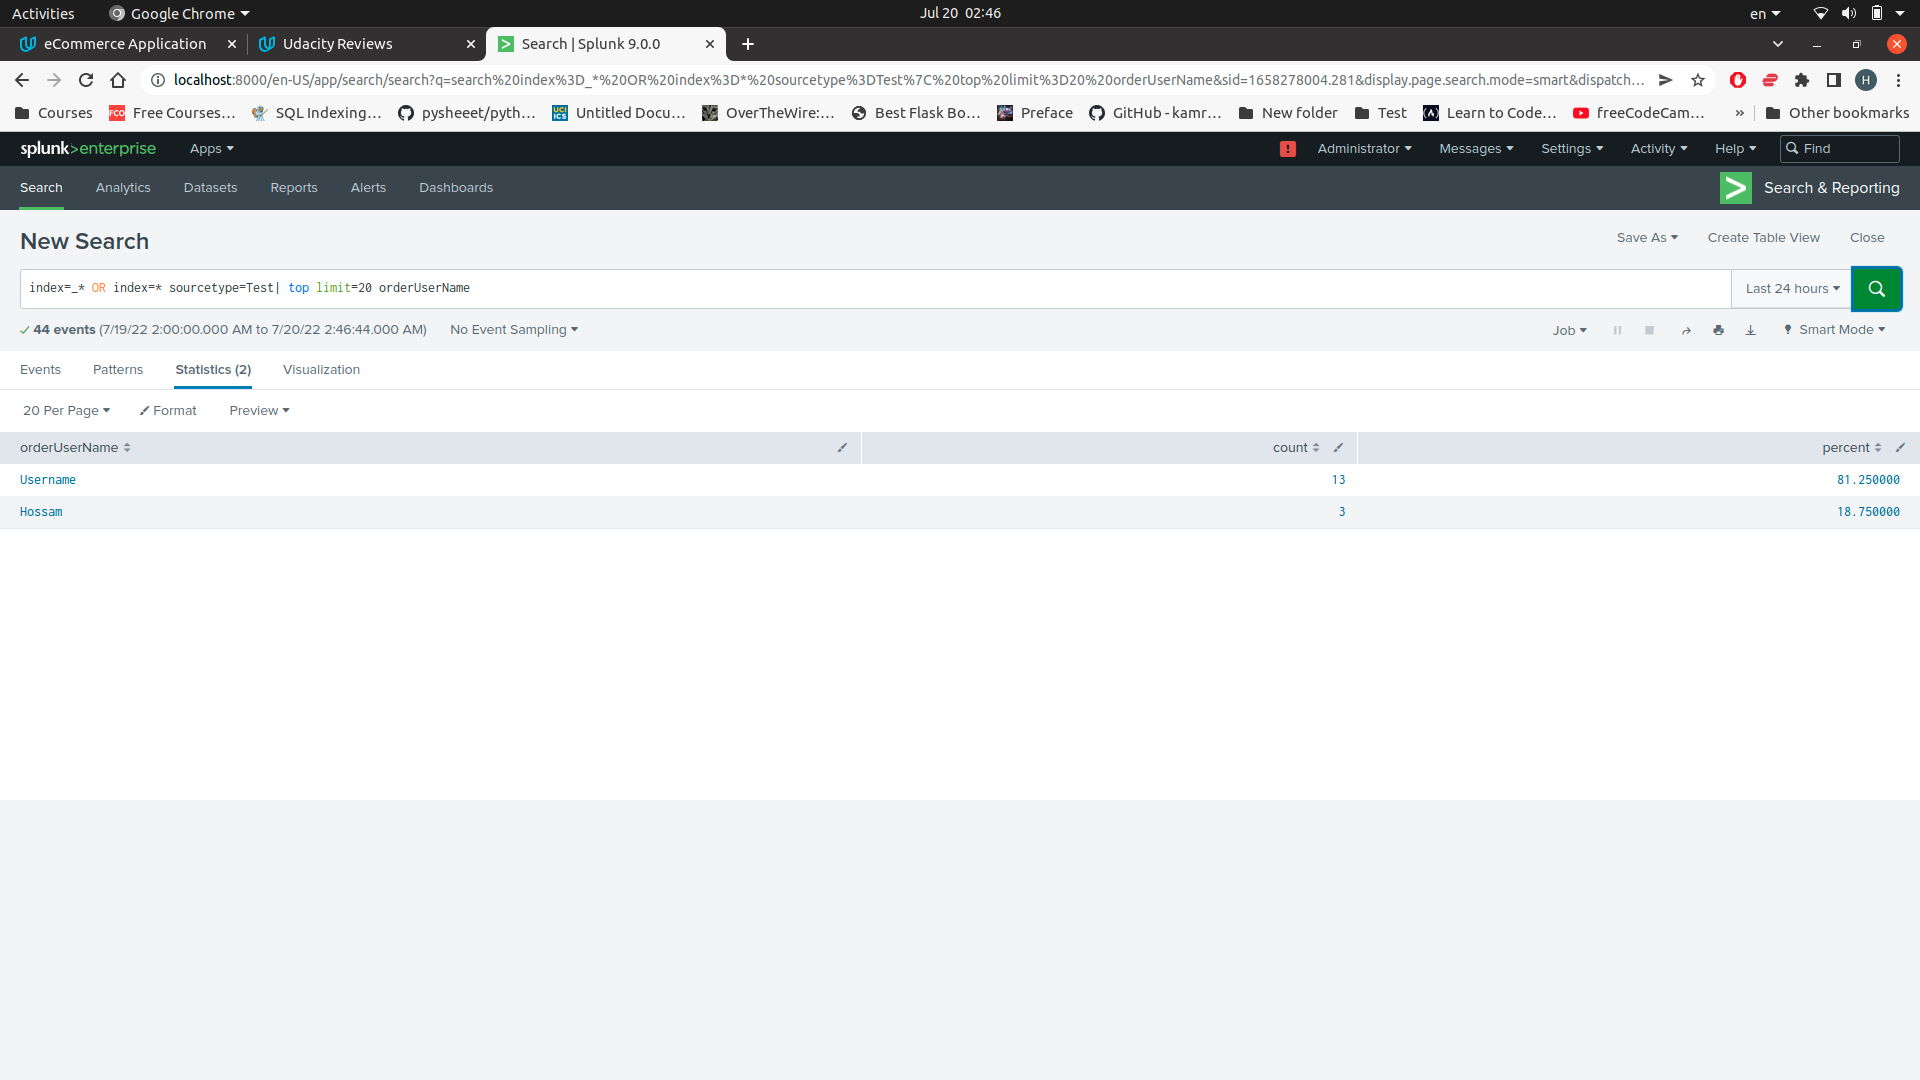 Activities Google Chrome Jul 20 02:46 en
eCommerce Application Udacity Reviews Search | Splunk 9.0.0
localhost:8000/en-US/app/search/search?q=search%20index%3D_*%20OR%20index%3D*%20sourcetype%3DTest%7C%20top%20limit%3D20%20orderUserName&sid=1658278004.281&display.page.search.mode=smart&dispatch... H
Courses FCO Free Courses... SQL Indexing... pysheeet/pyth... UCI ICS Untitled Docu... OverTheWire:... Best Flask Bo... Preface GitHub - kamr... New folder Test Learn to Code... freeCodeCam... » Other bookmarks
splunk>enterprise Apps ! Administrator Messages Settings Activity Help Find
Search Analytics Datasets Reports Alerts Dashboards > Search & Reporting
New Search Save As Create Table View Close
index=_* OR index=* sourcetype=Test| top limit=20 orderUserName Last 24 hours
44 events (7/19/22 2:00:00.000 AM to 7/20/22 2:46:44.000 AM) No Event Sampling Job Smart Mode
Events Patterns Statistics (2) Visualization
20 Per Page Format Preview
orderUserName count percent
Username 13 81.250000
Hossam 3 18.750000